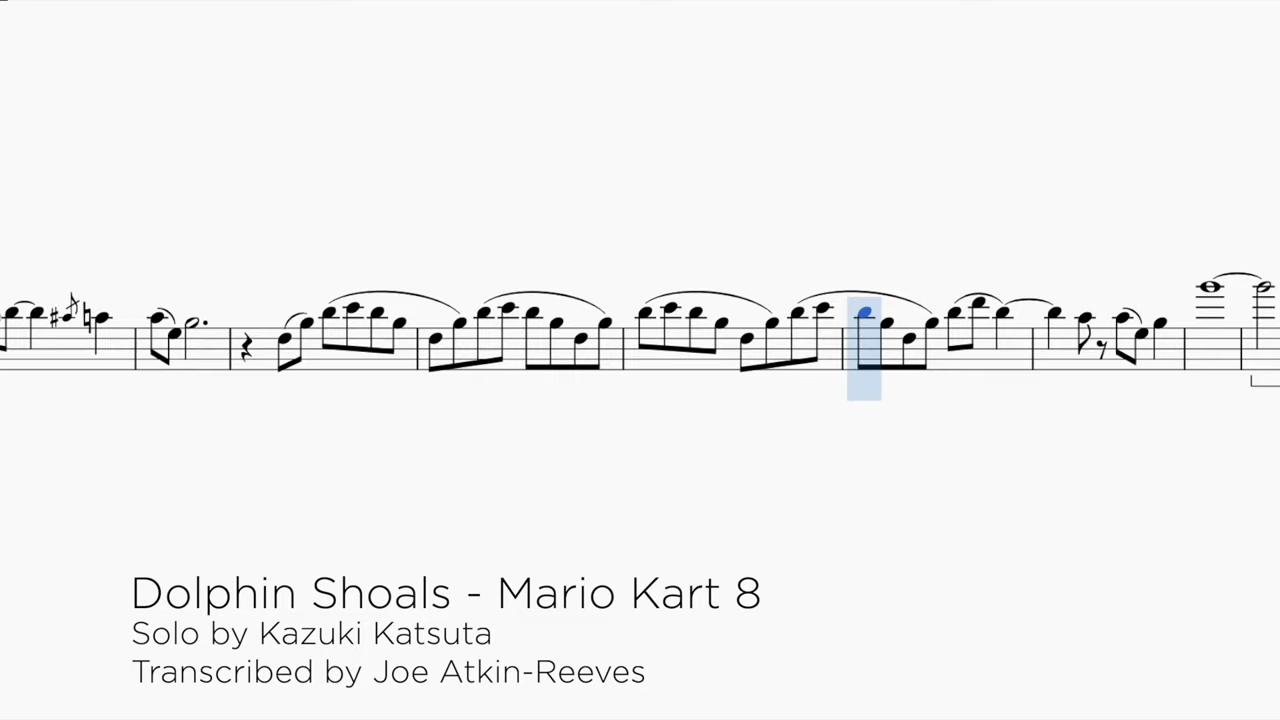 Dolphin Shoals - Mario Kart 8
Solo by Kazuki Katsuta
Transcribed by Joe Atkin-Reeves